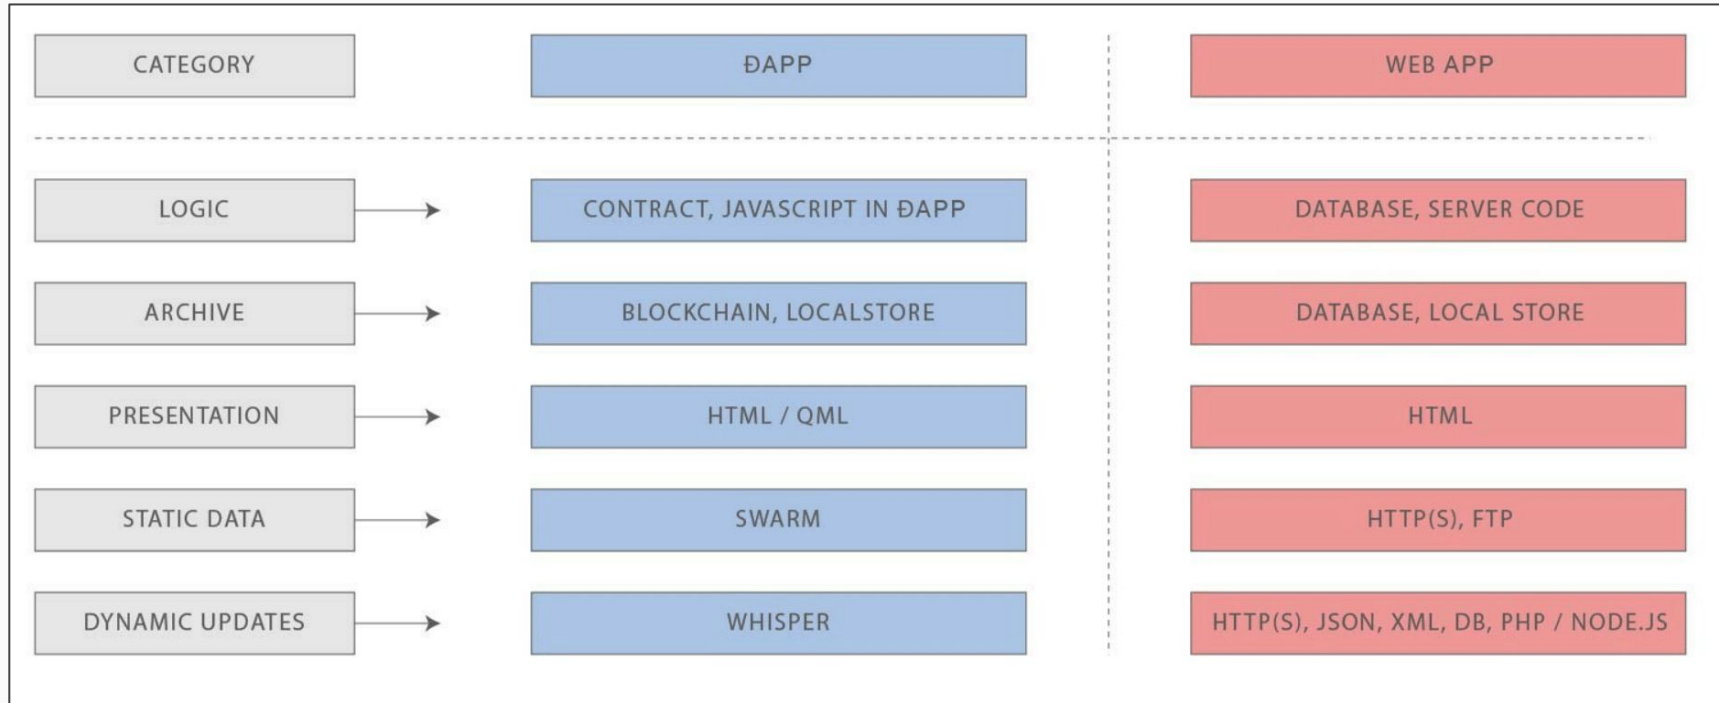 CATEGORY ĐAPP WEB APP
LOGIC CONTRACT, JAVASCRIPT IN ĐAPP DATABASE, SERVER CODE
ARCHIVE BLOCKCHAIN, LOCALSTORE DATABASE, LOCAL STORE
PRESENTATION HTML / QML HTML
STATIC DATA SWARM HTTP(S), FTP
DYNAMIC UPDATES WHISPER HTTP(S), JSON, XML, DB, PHP / NODE.JS